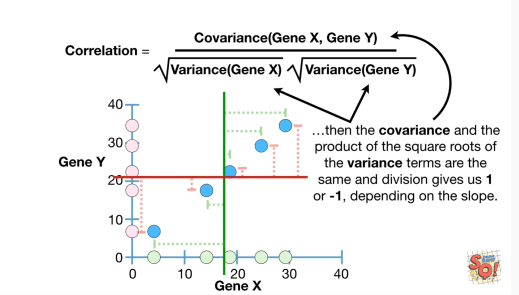 Covariance(Gene X, Gene Y)
Correlation =
√Variance(Gene X) √Variance(Gene Y)
40
30
20
10
0
Gene Y
…then the covariance and the
product of the square roots of
the variance terms are the
same and division gives us 1
or -1, depending on the slope.
0 10 20 30 40
Gene X
SQ!